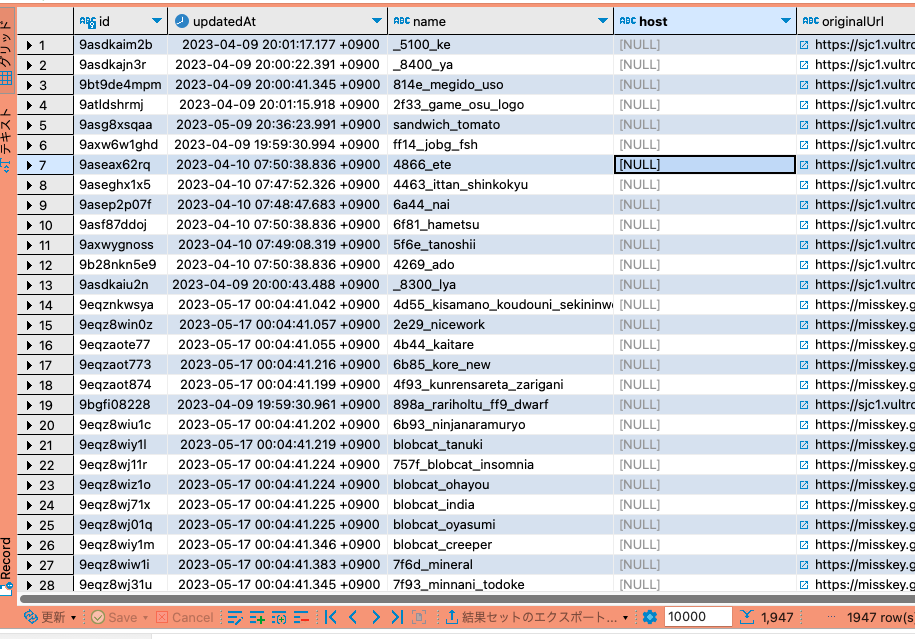 グリッド
テキスト
Record
id updatedAt name host originalUrl
1 9asdkaim2b 2023-04-09 20:01:17.177 +0900 _5100_ke [NULL] https://sjc1.vultro
2 9asdkajn3r 2023-04-09 20:00:22.391 +0900 _8400_ya [NULL] https://sjc1.vultro
3 9bt9de4mpm 2023-04-09 20:00:41.345 +0900 814e_megido_uso [NULL] https://sjc1.vultro
4 9atldshrmj 2023-04-09 20:01:15.918 +0900 2f33_game_osu_logo [NULL] https://sjc1.vultro
5 9asg8xsqaa 2023-05-09 20:36:23.991 +0900 sandwich_tomato [NULL] https://sjc1.vultro
6 9axw6w1ghd 2023-04-09 19:59:30.994 +0900 ff14_jobg_fsh [NULL] https://sjc1.vultro
7 9aseax62rq 2023-04-10 07:50:38.836 +0900 4866_ete [NULL] https://sjc1.vultro
8 9aseghx1x5 2023-04-10 07:47:52.326 +0900 4463_ittan_shinkokyu [NULL] https://sjc1.vultro
9 9asep2p07f 2023-04-10 07:48:47.683 +0900 6a44_nai [NULL] https://sjc1.vultro
10 9asf87ddoj 2023-04-10 07:50:38.836 +0900 6f81_hametsu [NULL] https://sjc1.vultro
11 9axwygnoss 2023-04-10 07:49:08.319 +0900 5f6e_tanoshii [NULL] https://sjc1.vultro
12 9b28nkn5e9 2023-04-10 07:50:38.836 +0900 4269_ado [NULL] https://sjc1.vultro
13 9asdkaiu2n 2023-04-09 20:00:43.488 +0900 _8300_lya [NULL] https://sjc1.vultro
14 9eqznkwsya 2023-05-17 00:04:41.042 +0900 4d55_kisamano_koudouni_sekininwo [NULL] https://misskey.g
15 9eqz8win0z 2023-05-17 00:04:41.057 +0900 2e29_nicework [NULL] https://misskey.g
16 9eqzaote77 2023-05-17 00:04:41.055 +0900 4b44_kaitare [NULL] https://misskey.g
17 9eqzaot773 2023-05-17 00:04:41.216 +0900 6b85_kore_new [NULL] https://misskey.g
18 9eqzaot874 2023-05-17 00:04:41.199 +0900 4f93_kunrensareta_zarigani [NULL] https://misskey.g
19 9bgfi08228 2023-04-09 19:59:30.961 +0900 898a_rariholtu_ff9_dwarf [NULL] https://sjc1.vultro
20 9eqz8wiu1c 2023-05-17 00:04:41.202 +0900 6b93_ninjanaramuryo [NULL] https://misskey.g
21 9eqz8wiy1l 2023-05-17 00:04:41.219 +0900 blobcat_tanuki [NULL] https://misskey.g
22 9eqz8wj11r 2023-05-17 00:04:41.224 +0900 757f_blobcat_insomnia [NULL] https://misskey.g
23 9eqz8wiz1o 2023-05-17 00:04:41.224 +0900 blobcat_ohayou [NULL] https://misskey.g
24 9eqz8wj71x 2023-05-17 00:04:41.225 +0900 blobcat_india [NULL] https://misskey.g
25 9eqz8wj01q 2023-05-17 00:04:41.225 +0900 blobcat_oyasumi [NULL] https://misskey.g
26 9eqz8wiy1m 2023-05-17 00:04:41.346 +0900 blobcat_creeper [NULL] https://misskey.g
27 9eqz8wiw1i 2023-05-17 00:04:41.383 +0900 7f6d_mineral [NULL] https://misskey.g
28 9eqz8wj31u 2023-05-17 00:04:41.345 +0900 7f93_minnani_todoke [NULL] https://misskey.g
更新 Save Cancel 結果セットのエクスポート... 10000 1,947 ... 1947 row(s